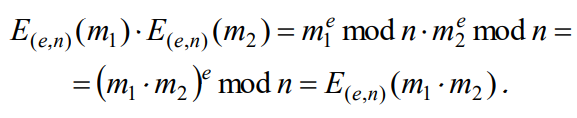 E_{(e,n)}(m_1) · E_{(e,n)}(m_2) = m_1^e mod n · m_2^e mod n =
= (m_1 · m_2)^e mod n = E_{(e,n)}(m_1 · m_2) .